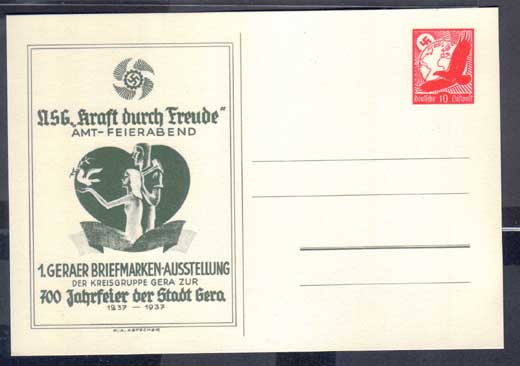 NSG. „Kraft durch Freude"
AMT-FEIERABEND
1. GERAER BRIEFMARKEN-AUSSTELLUNG
DER KREISGRUPPE GERA ZUR
700 Jahrfeier der Stadt Gera
1237 - 1937
Deutsche 10 Luftpost